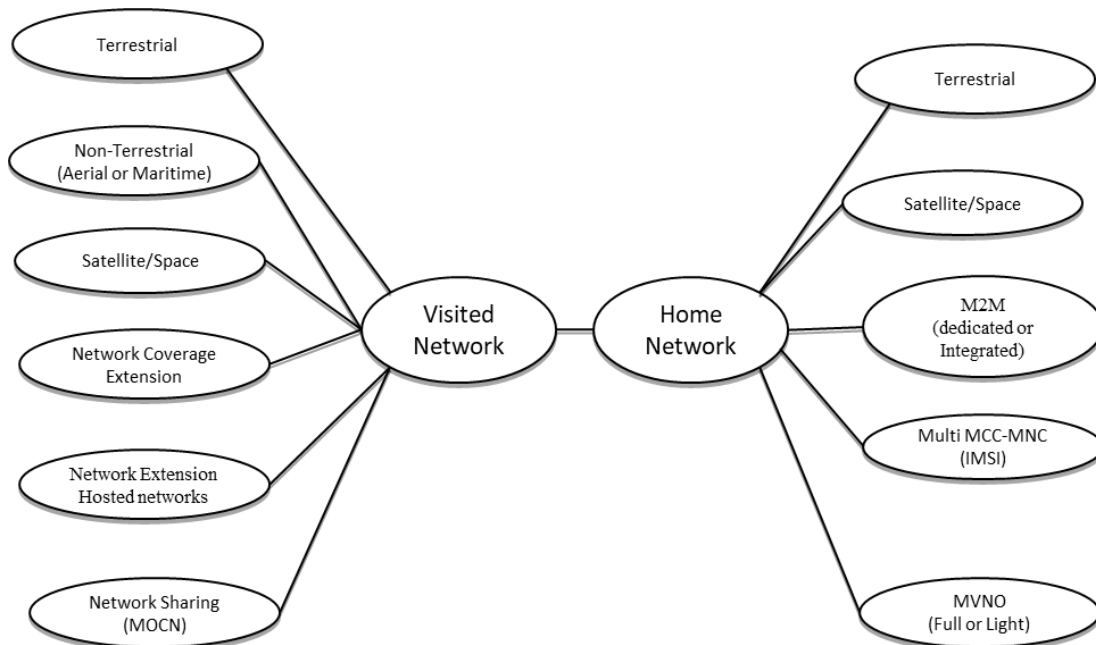 Terrestrial
Non-Terrestrial
(Aerial or Maritime)
Satellite/Space
Network Coverage
Extension
Network Extension
Hosted networks
Network Sharing
(MOCN)
Visited
Network
Home
Network
Terrestrial
Satellite/Space
M2M
(dedicated or
Integrated)
Multi MCC-MNC
(IMSI)
MVNO
(Full or Light)